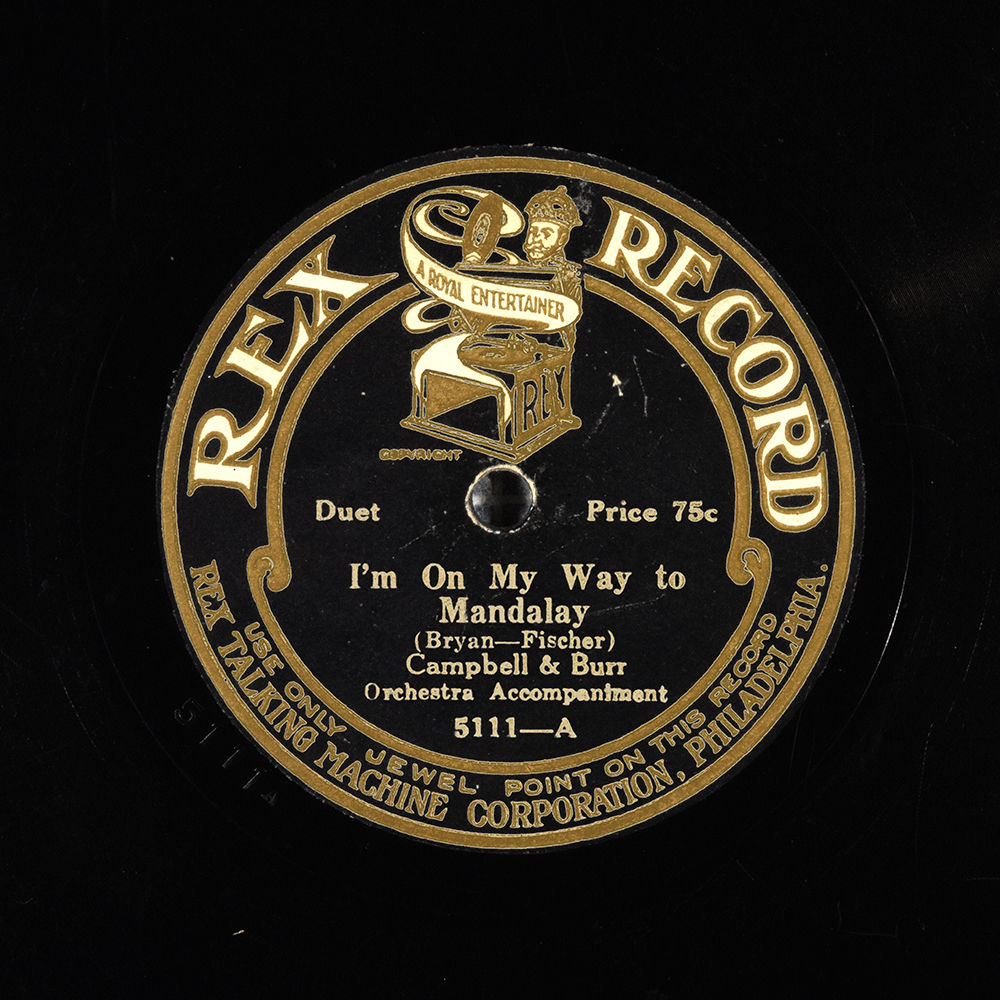 REX RECORD
A ROYAL ENTERTAINER
REX
COPYRIGHT
Duet Price 75c
I'm On My Way to
Mandalay
(Bryan—Fischer)
Campbell & Burr
Orchestra Accompaniment
5111—A
USE ONLY JEWEL POINT ON THIS RECORD
REX TALKING MACHINE CORPORATION, PHILADELPHIA.
5111A